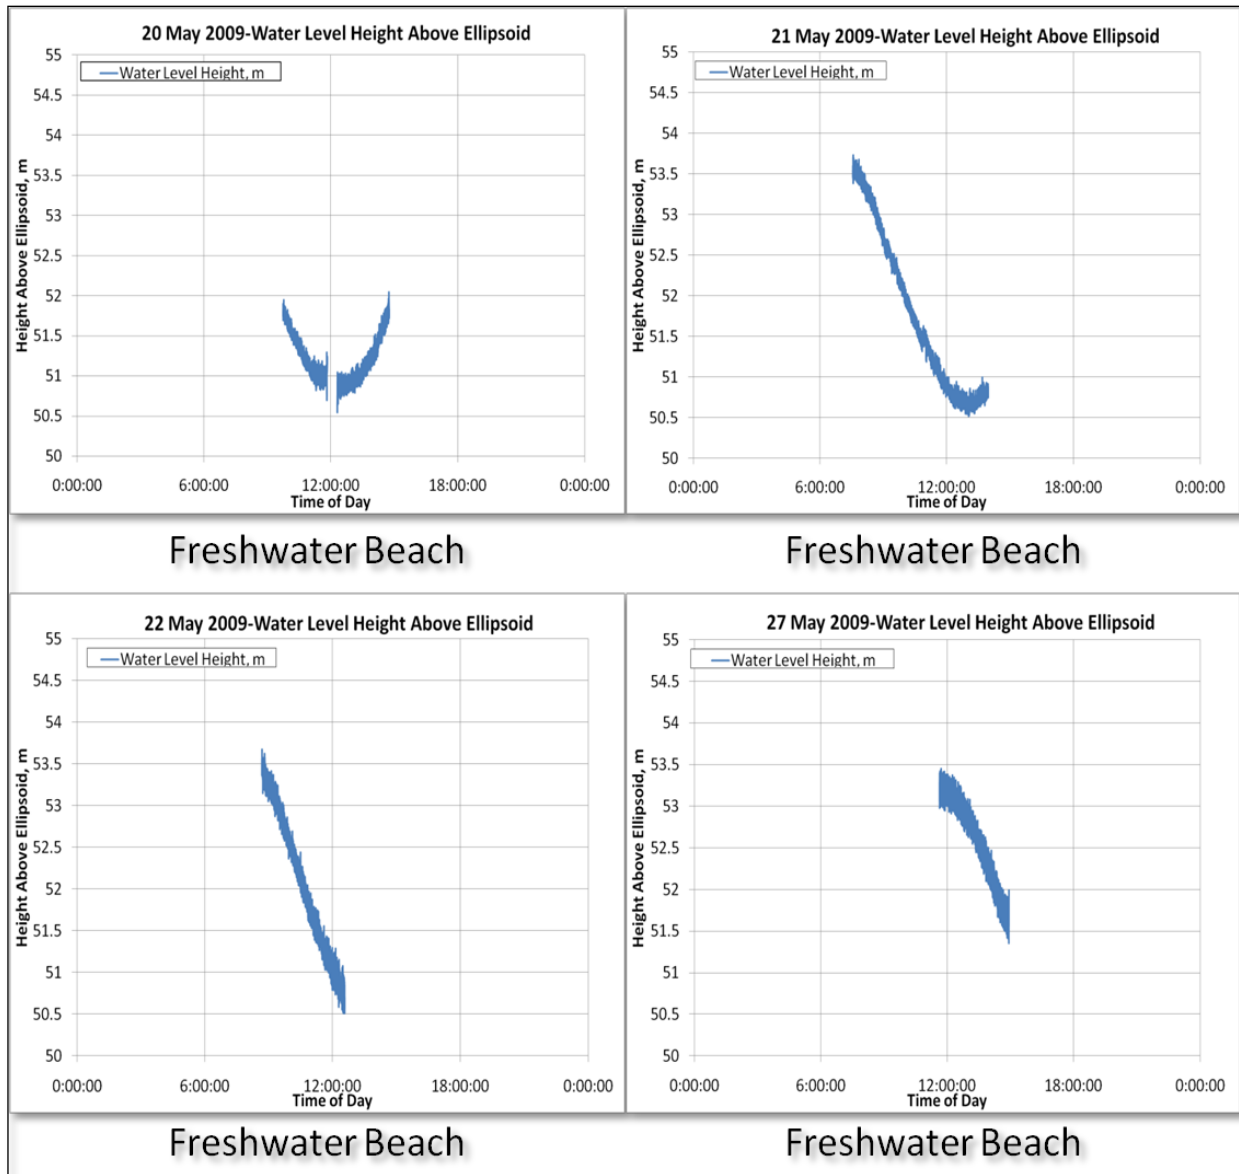 20 May 2009-Water Level Height Above Ellipsoid
Water Level Height, m
Height Above Ellipsoid, m
55
54.5
54
53.5
53
52.5
52
51.5
51
50.5
50
0:00:00 6:00:00 12:00:00 18:00:00 0:00:00
Time of Day
Freshwater Beach
21 May 2009-Water Level Height Above Ellipsoid
Water Level Height, m
Height Above Elipsoid, m
55
54.5
54
53.5
53
52.5
52
51.5
51
50.5
50
0:00:00 6:00:00 12:00:00 18:00:00 0:00:00
Time of Day
Freshwater Beach
22 May 2009-Water Level Height Above Ellipsoid
Water Level Height, m
Height Above Elipsoid, m
55
54.5
54
53.5
53
52.5
52
51.5
51
50.5
50
0:00:00 6:00:00 12:00:00 18:00:00 0:00:00
Time of Day
Freshwater Beach
27 May 2009-Water Level Height Above Ellipsoid
Water Level Height, m
Height Above Elipsoid, m
55
54.5
54
53.5
53
52.5
52
51.5
51
50.5
50
0:00:00 6:00:00 12:00:00 18:00:00 0:00:00
Time of Day
Freshwater Beach